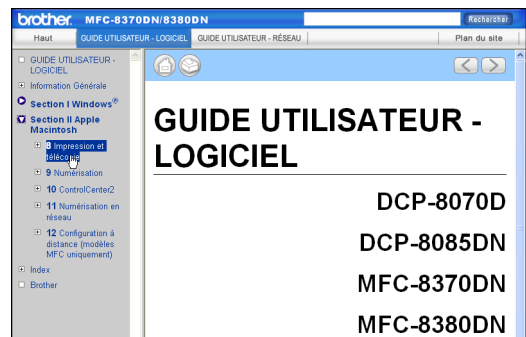 brother. MFC-8370DN/8380DN
Rechercher
Haut GUIDE UTILISATEUR - LOGICIEL GUIDE UTILISATEUR - RÉSEAU Plan du site
GUIDE UTILISATEUR -
LOGICIEL
Information Générale
Section I Windows®
Section II Apple
Macintosh
8 Impression et
9 Numérisation
10 ControlCenter2
11 Numérisation en
réseau
12 Configuration à
distance (modèles
MFC uniquement)
Index
Brother
GUIDE UTILISATEUR -
LOGICIEL
DCP-8070D
DCP-8085DN
MFC-8370DN
MFC-8380DN